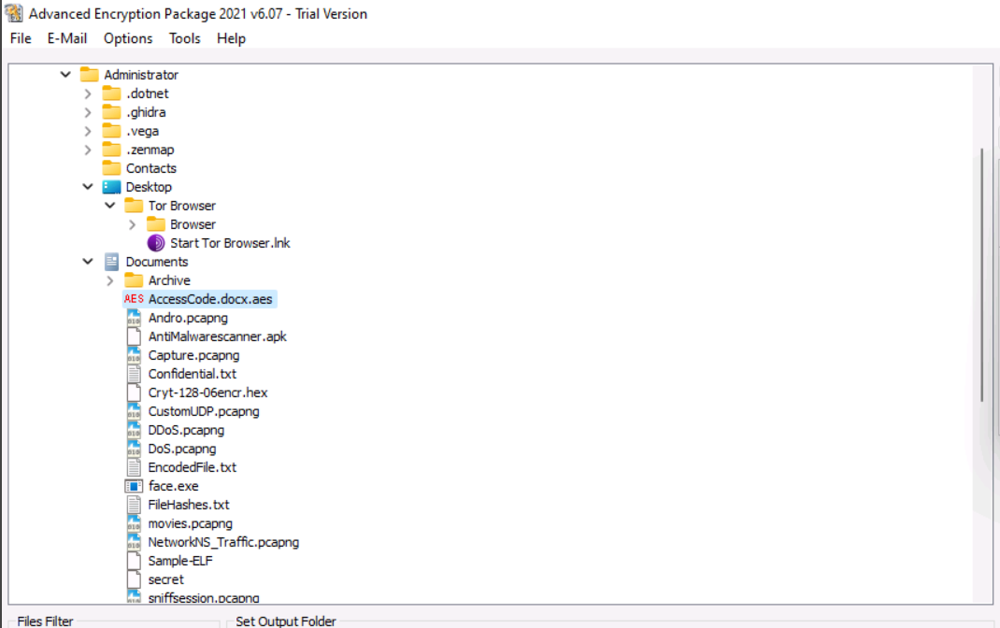 Advanced Encryption Package 2021 v6.07 - Trial Version
File E-Mail Options Tools Help
Administrator
.dotnet
.ghidra
.vega
.zenmap
Contacts
Desktop
Tor Browser
Browser
Start Tor Browser.lnk
Documents
Archive
AES AccessCode.docx.aes
Andro.pcapng
AntiMalwarescanner.apk
Capture.pcapng
Confidential.txt
Cryt-128-06encr.hex
CustomUDP.pcapng
DDoS.pcapng
DoS.pcapng
EncodedFile.txt
face.exe
FileHashes.txt
movies.pcapng
NetworkNS_Traffic.pcapng
Sample-ELF
secret
sniffsession.pcapng
Files Filter Set Output Folder